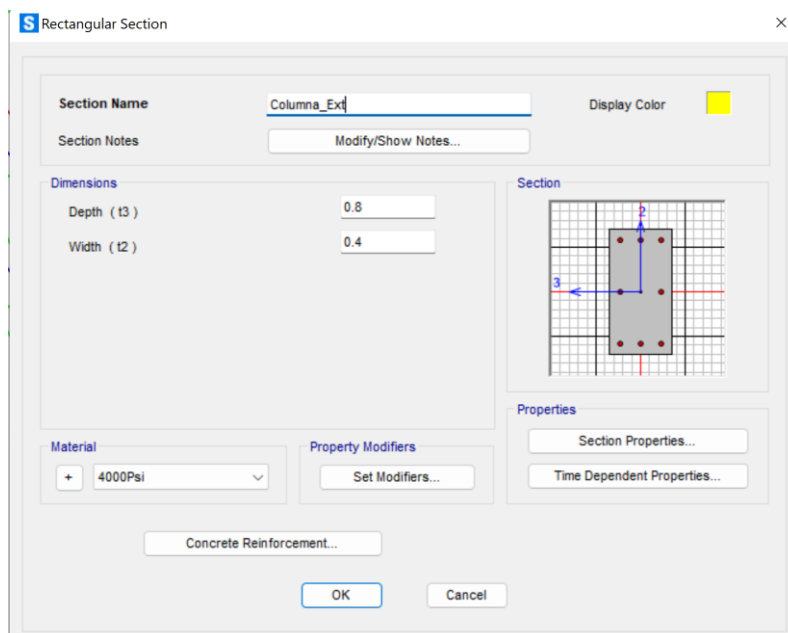 S Rectangular Section
Section Name Columna_Ext Display Color
Section Notes Modify/Show Notes...
Dimensions
Depth ( t3 ) 0.8
Width ( t2 ) 0.4
Section
2
3
Properties
Section Properties...
Time Dependent Properties...
Material
+ 4000Psi
Property Modifiers
Set Modifiers...
Concrete Reinforcement...
OK Cancel